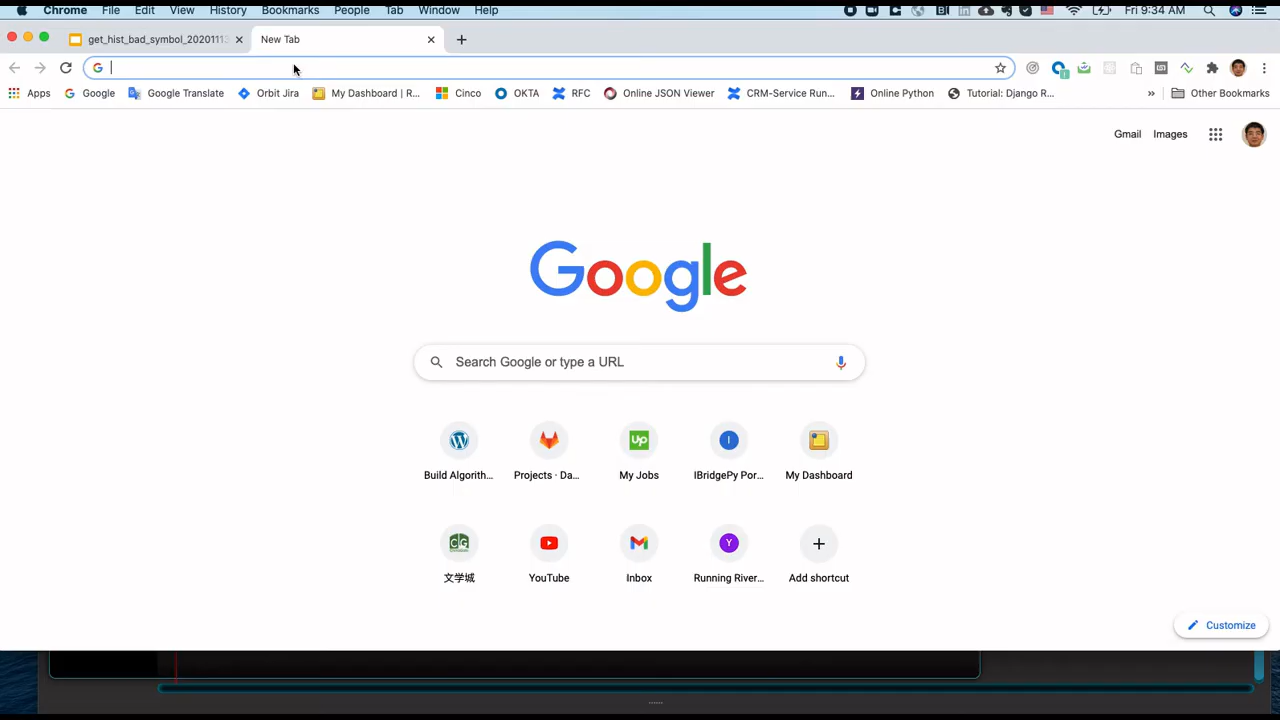 Chrome File Edit View History Bookmarks People Tab Window Help Fri 9:34 AM
get_hist_bad_symbol_20201113 New Tab
Apps Google Google Translate Orbit Jira My Dashboard | R... Cinco OKTA RFC Online JSON Viewer CRM-Service Run... Online Python Tutorial: Django R... » Other Bookmarks
Gmail Images
Google
Search Google or type a URL
Build Algorith... Projects · Da... My Jobs IBridgePy Por... My Dashboard
文学城 YouTube Inbox Running River... Add shortcut
Customize